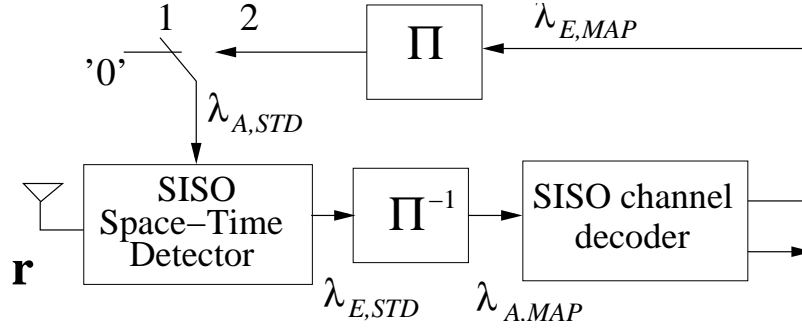 1 2 Π λE,MAP
'0'
λA,STD
SISO
Space-Time
Detector
Π−1
SISO channel
decoder
r
λE,STD
λA,MAP